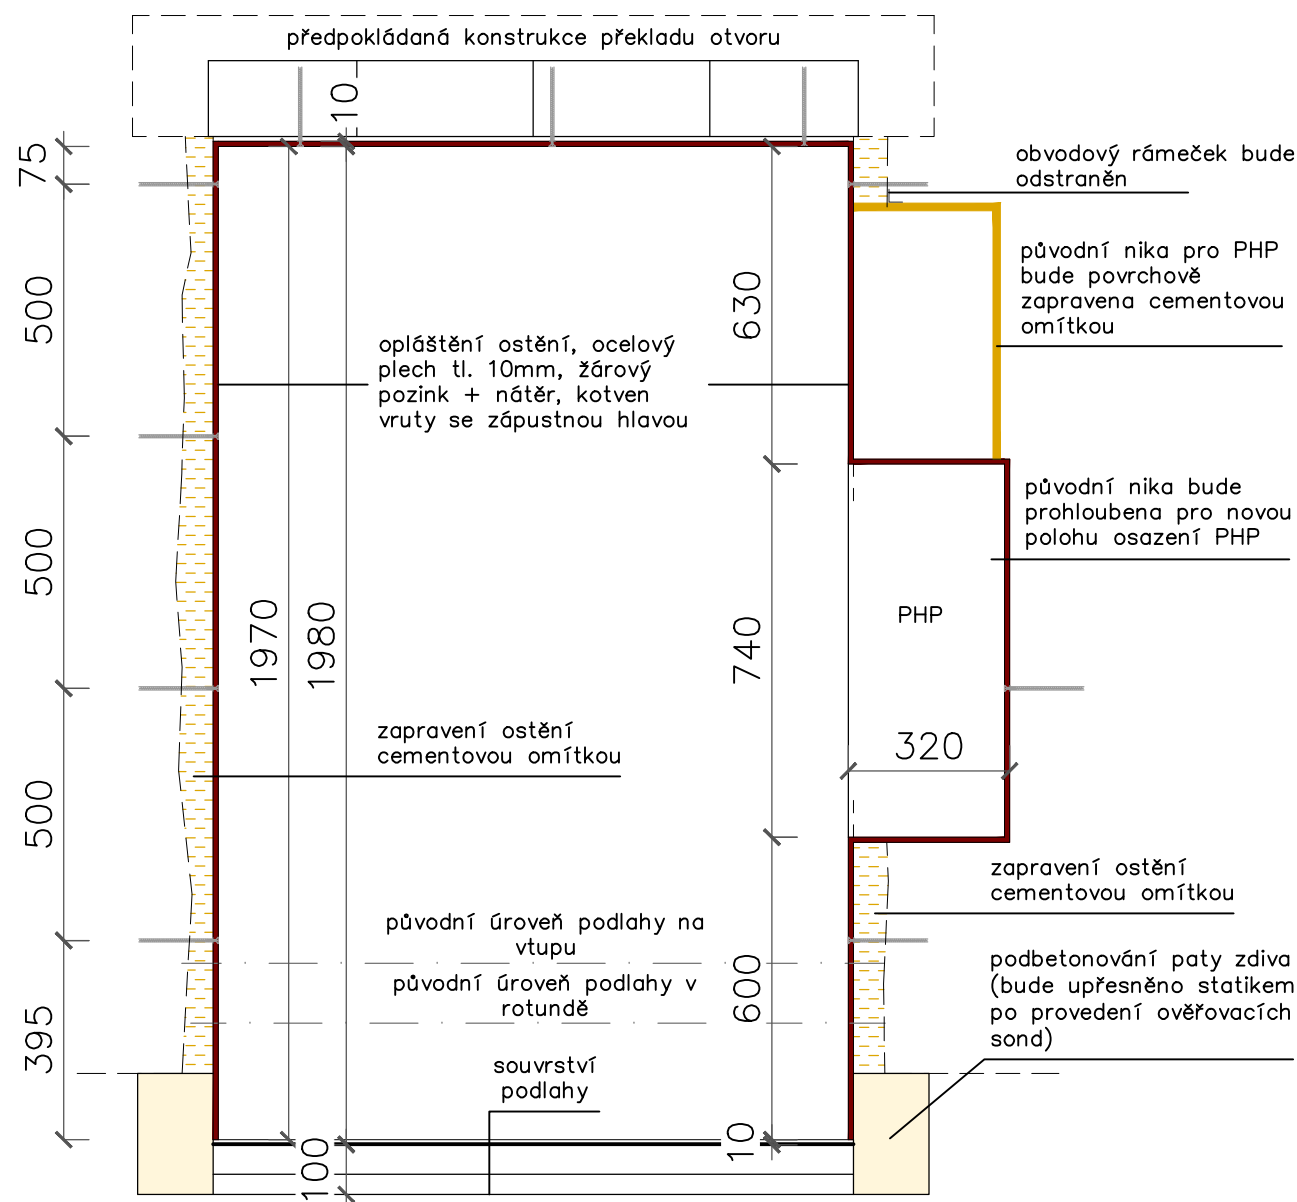 předpokládaná konstrukce překladu otvoru
10
75
obvodový rámeček bude
odstraněn
původní nika pro PHP
bude povrchově
zapravena cementovou
omítkou
500
630
opláštění ostění, ocelový
plech tl. 10mm, žárový
pozink + nátěr, kotven
vruty se zápustnou hlavou
původní nika bude
prohloubena pro novou
polohu osazení PHP
500
1970
1980
740
PHP
320
zapravení ostění
cementovou omítkou
500
zapravení ostění
cementovou omítkou
původní úroveň podlahy na
vtupu
původní úroveň podlahy v
rotundě
600
395
podbetonování paty zdiva
(bude upřesněno statikem
po provedení ověřovacích
sond)
souvrství
podlahy
10
100